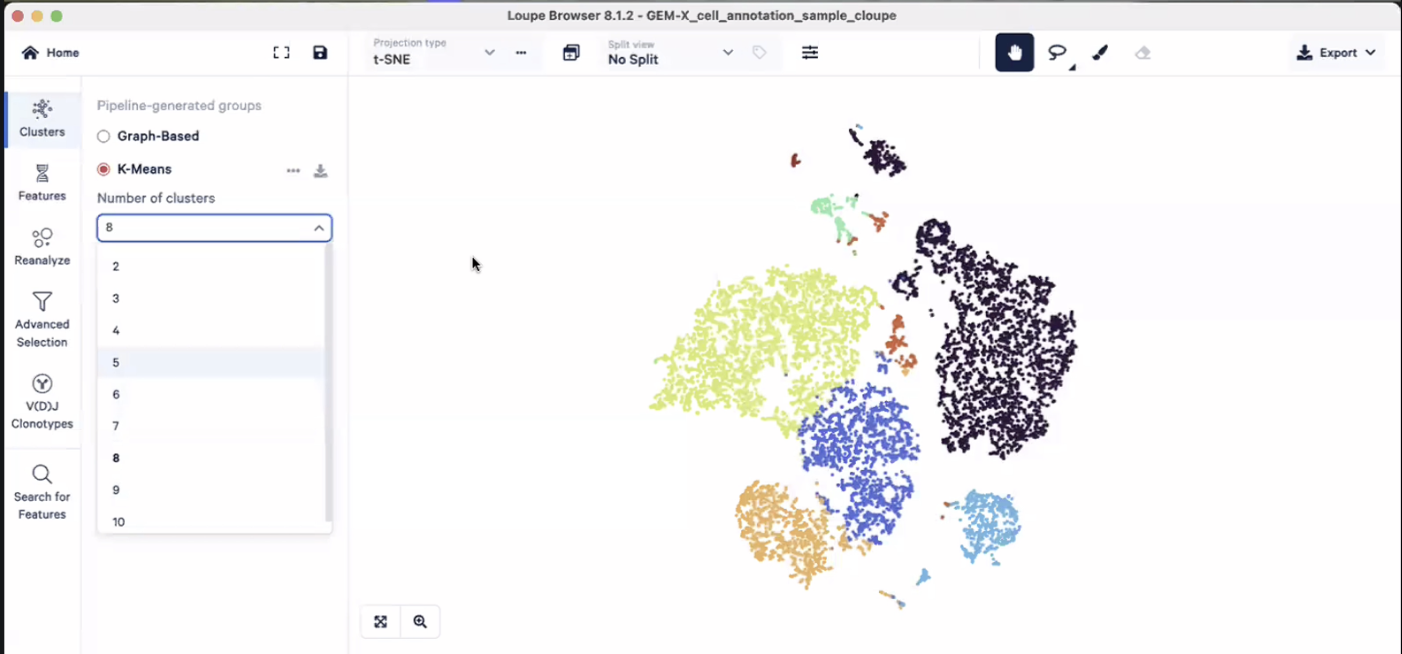 Loupe Browser 8.1.2 - GEM-X_cell_annotation_sample_cloupe
Home
Projection type
t-SNE
Split view
No Split
Export
Clusters
Features
Reanalyze
Advanced
Selection
V(D)J
Clonotypes
Search for
Features
Pipeline-generated groups
Graph-Based
K-Means
Number of clusters
8
2
3
4
5
6
7
8
9
10